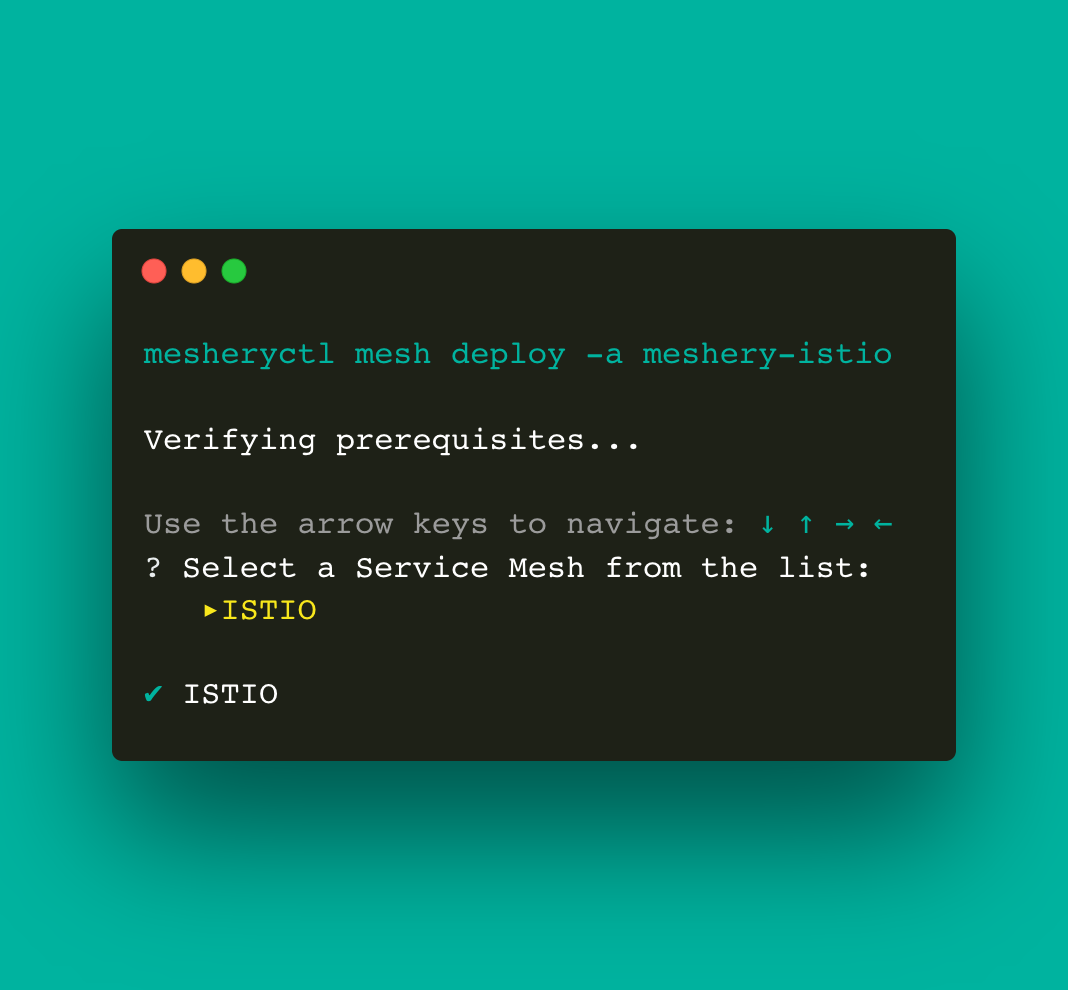 mesheryctl mesh deploy -a meshery-istio
Verifying prerequisites...
Use the arrow keys to navigate: ↓ ↑ → ←
? Select a Service Mesh from the list:
▸ISTIO
✔ ISTIO